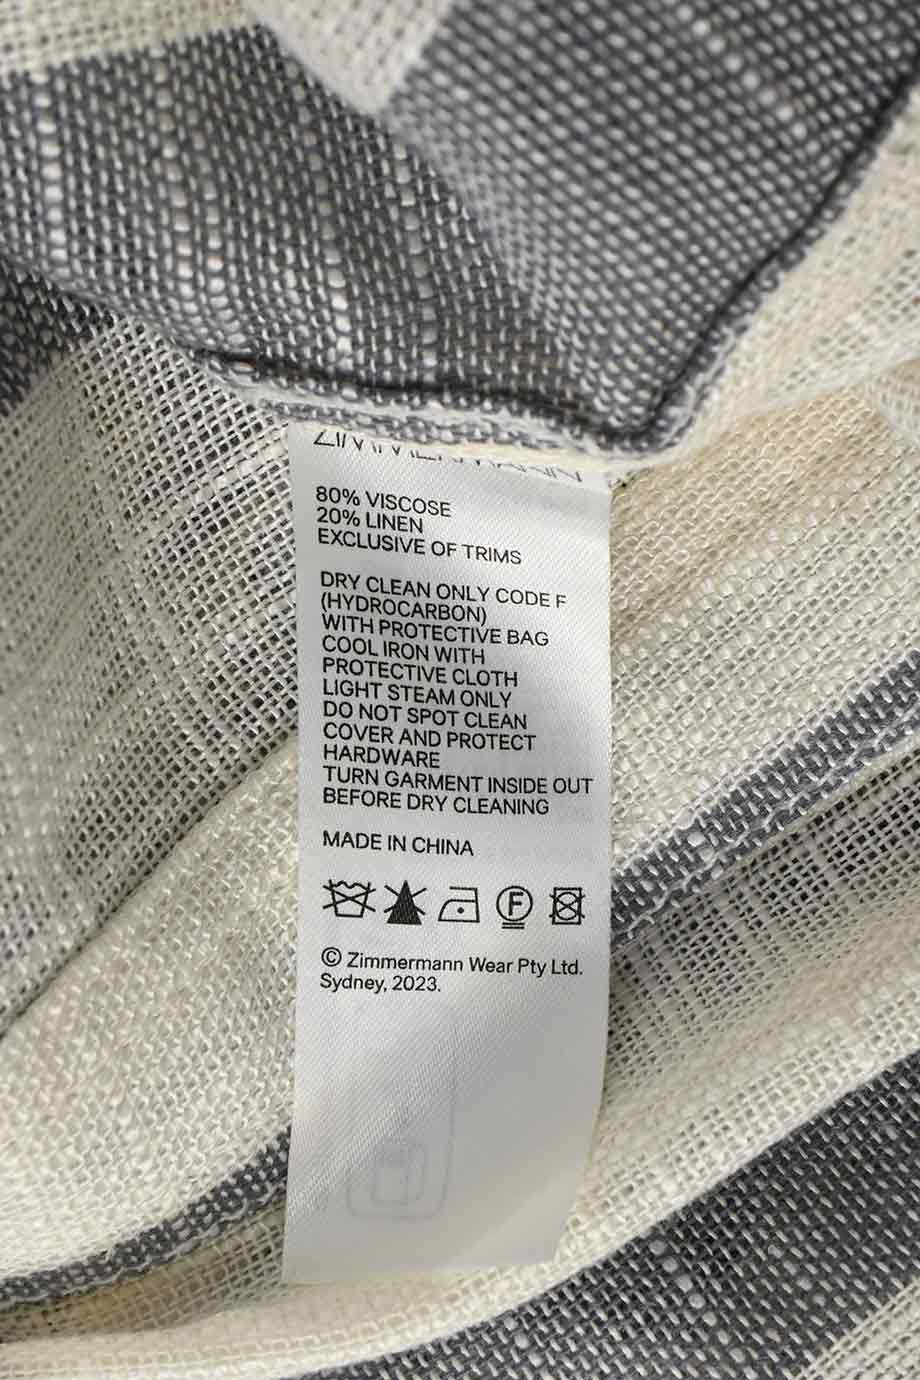 ZIMMERMANN
80% VISCOSE
20% LINEN
EXCLUSIVE OF TRIMS
DRY CLEAN ONLY CODE F
(HYDROCARBON)
WITH PROTECTIVE BAG
COOL IRON WITH
PROTECTIVE CLOTH
LIGHT STEAM ONLY
DO NOT SPOT CLEAN
COVER AND PROTECT
HARDWARE
TURN GARMENT INSIDE OUT
BEFORE DRY CLEANING
MADE IN CHINA
F
© Zimmermann Wear Pty Ltd.
Sydney, 2023.